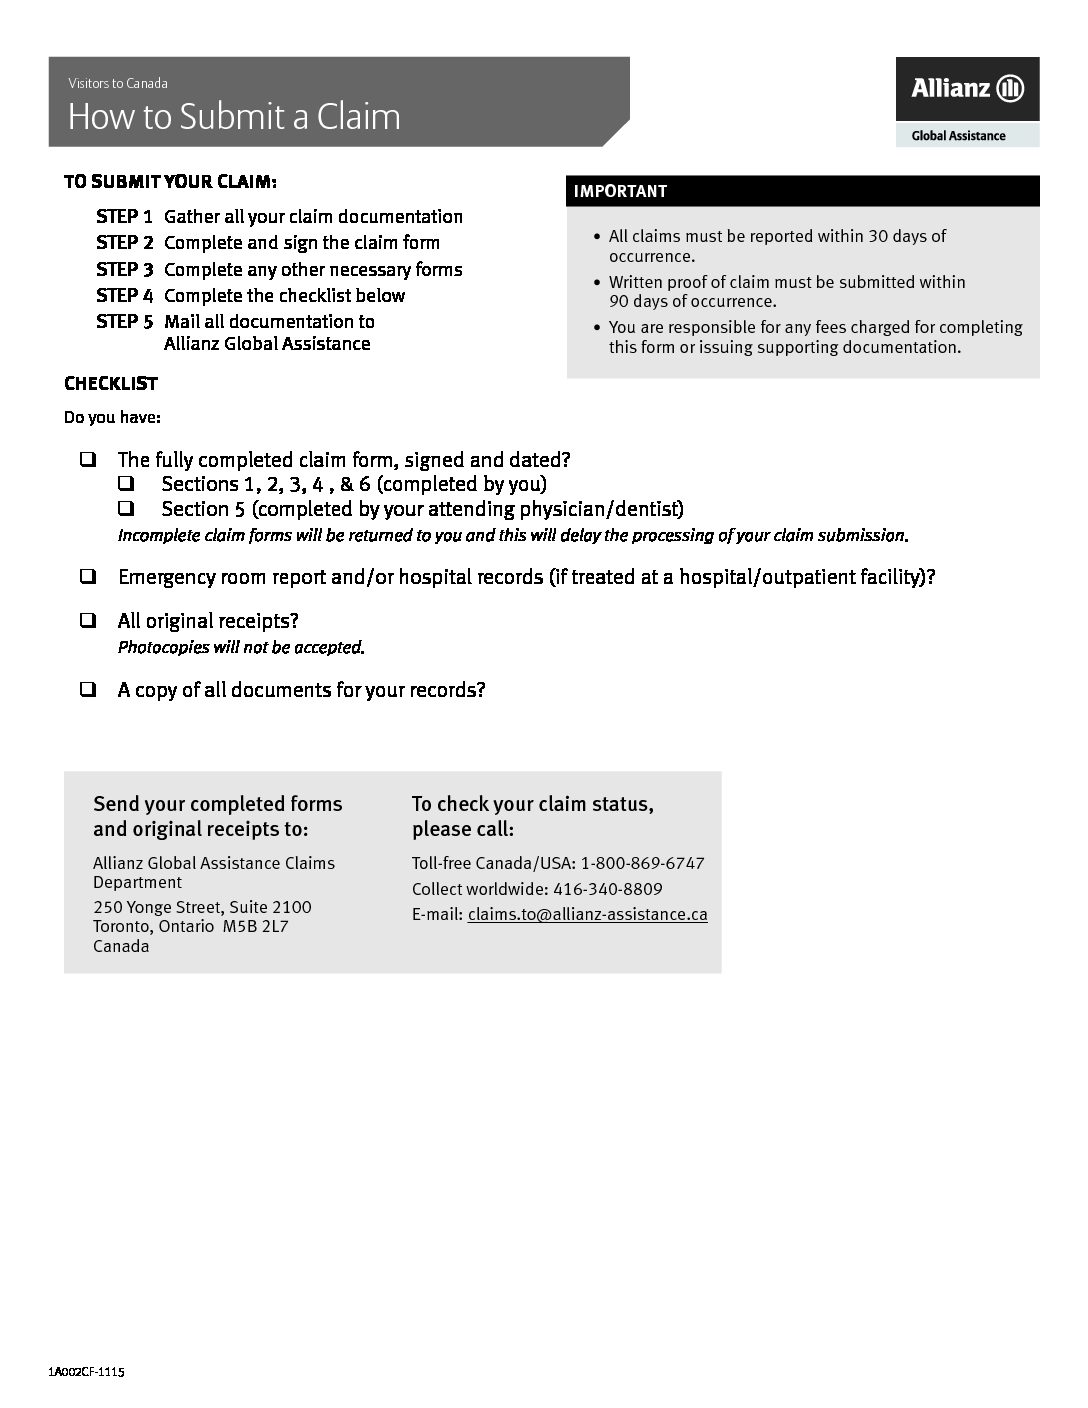 Visitors to Canada
How to Submit a Claim
Allianz
Global Assistance
TO SUBMIT YOUR CLAIM:
STEP 1 Gather all your claim documentation
STEP 2 Complete and sign the claim form
STEP 3 Complete any other necessary forms
STEP 4 Complete the checklist below
STEP 5 Mail all documentation to
Allianz Global Assistance
IMPORTANT
• All claims must be reported within 30 days of
occurrence.
• Written proof of claim must be submitted within
90 days of occurrence.
• You are responsible for any fees charged for completing
this form or issuing supporting documentation.
CHECKLIST
Do you have:
❑ The fully completed claim form, signed and dated?
❑ Sections 1, 2, 3, 4 , & 6 (completed by you)
❑ Section 5 (completed by your attending physician/dentist)
Incomplete claim forms will be returned to you and this will delay the processing of your claim submission.
❑ Emergency room report and/or hospital records (if treated at a hospital/outpatient facility)?
❑ All original receipts?
Photocopies will not be accepted.
❑ A copy of all documents for your records?
Send your completed forms
and original receipts to:
Allianz Global Assistance Claims
Department
250 Yonge Street, Suite 2100
Toronto, Ontario M5B 2L7
Canada
To check your claim status,
please call:
Toll-free Canada/USA: 1-800-869-6747
Collect worldwide: 416-340-8809
E-mail: claims.to@allianz-assistance.ca
1A002CF-1115